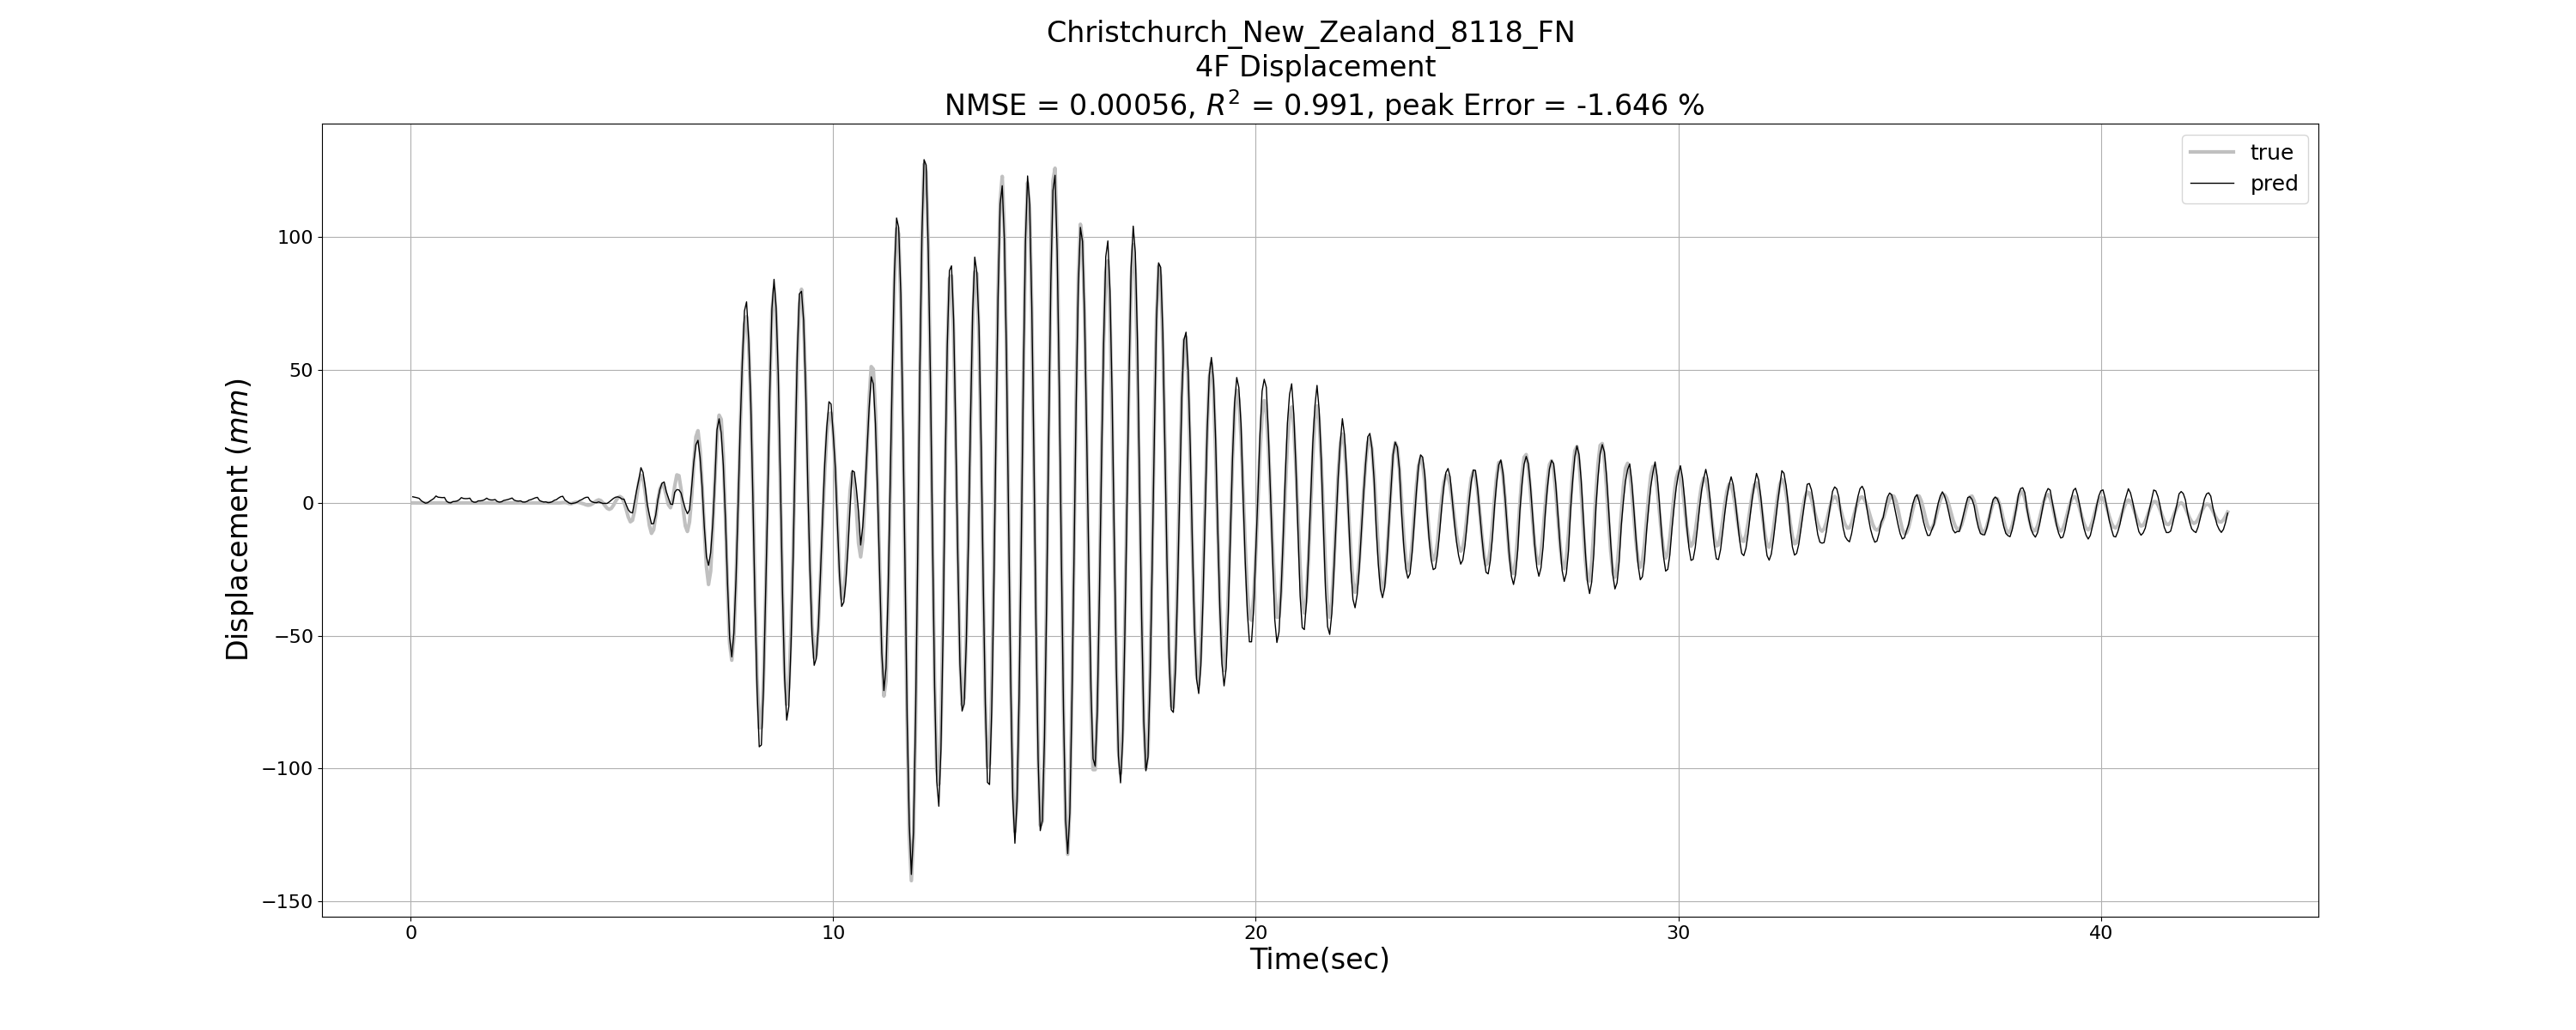 Christchurch_New_Zealand_8118_FN
4F Displacement
NMSE = 0.00056, R² = 0.991, peak Error = -1.646 %
true
pred
Displacement (mm)
100
50
0
−50
−100
−150
0 10 20 30 40
Time(sec)